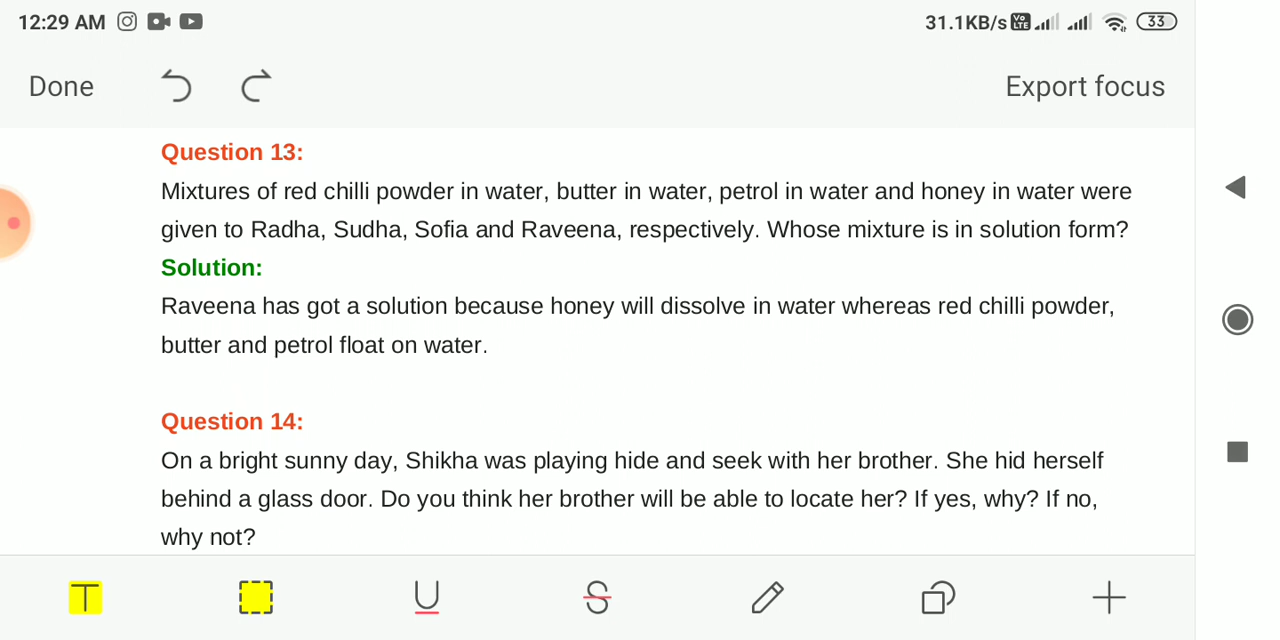 12:29 AM 31.1KB/s Vo LTE 33
Done Export focus
Question 13:
Mixtures of red chilli powder in water, butter in water, petrol in water and honey in water were
given to Radha, Sudha, Sofia and Raveena, respectively. Whose mixture is in solution form?
Solution:
Raveena has got a solution because honey will dissolve in water whereas red chilli powder,
butter and petrol float on water.
Question 14:
On a bright sunny day, Shikha was playing hide and seek with her brother. She hid herself
behind a glass door. Do you think her brother will be able to locate her? If yes, why? If no,
why not?
T U S